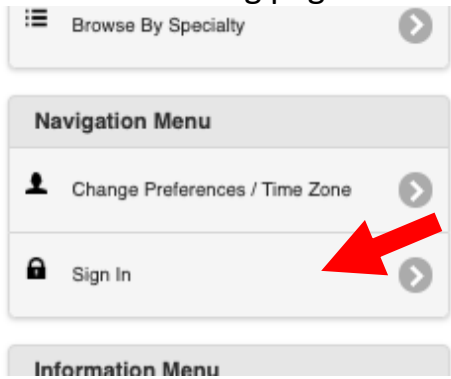 Browse By Specialty
Navigation Menu
Change Preferences / Time Zone
Sign In
Information Menu